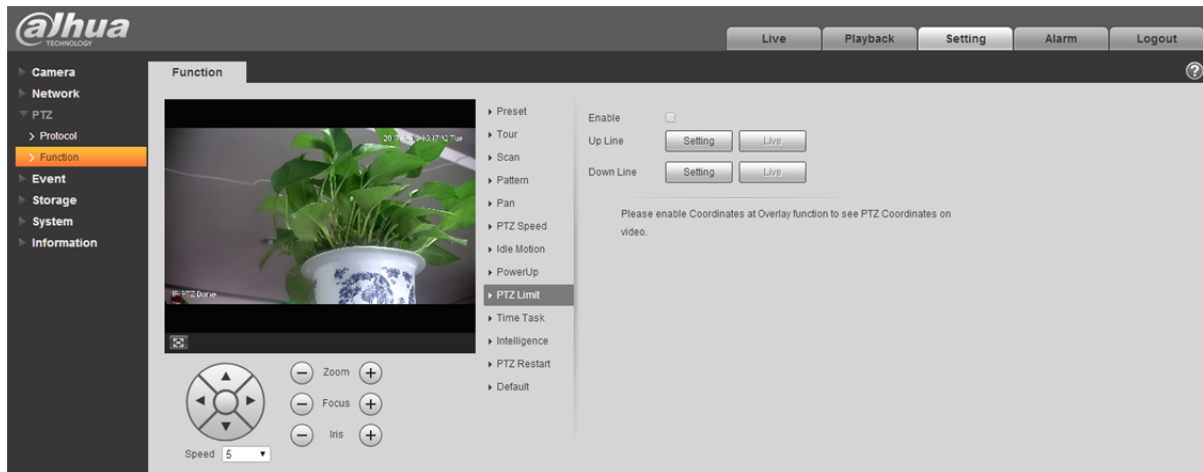 alhua
TECHNOLOGY
Live
Playback
Setting
Alarm
Logout
Camera
Network
PTZ
Protocol
Function
Event
Storage
System
Information
Function
?
Tue
PTZ Done
Speed 5
Zoom
Focus
Iris
Preset
Tour
Scan
Pattern
Pan
PTZ Speed
Idle Motion
PowerUp
PTZ Limit
Time Task
Intelligence
PTZ Restart
Default
Enable
Up Line Setting Live
Down Line Setting Live
Please enable Coordinates at Overlay function to see PTZ Coordinates on
video.